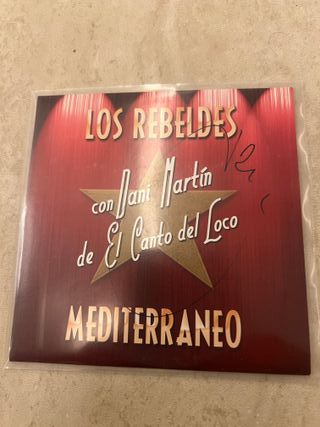 LOS REBELDES
con Dani Martín
de El Canto del Loco
MEDITERRANEO